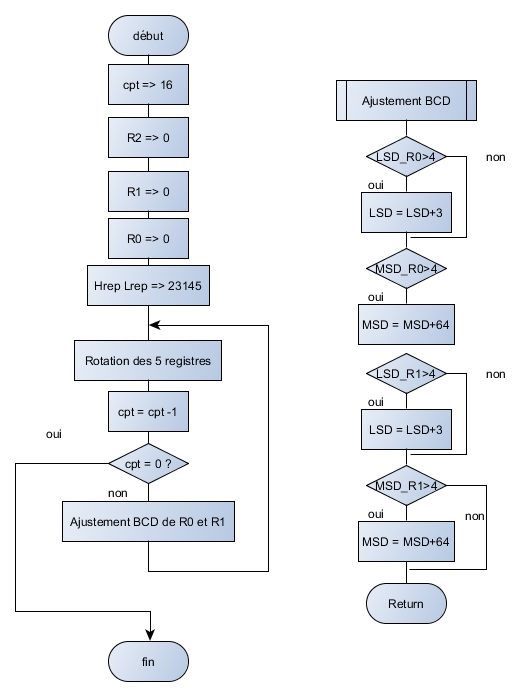 début
cpt => 16
R2 => 0
R1 => 0
R0 => 0
Hrep Lrep => 23145
Rotation des 5 registres
cpt = cpt -1
oui
cpt = 0 ?
non
Ajustement BCD de R0 et R1
fin
Ajustement BCD
LSD_R0>4
non
oui
LSD = LSD+3
MSD_R0>4
oui
MSD = MSD+64
LSD_R1>4
non
oui
LSD = LSD+3
MSD_R1>4
oui
non
MSD = MSD+64
Return